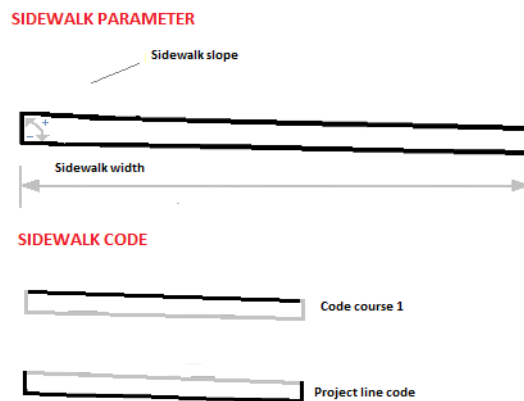 SIDEWALK PARAMETER
Sidewalk slope
+
-
Sidewalk width
SIDEWALK CODE
Code course 1
Project line code